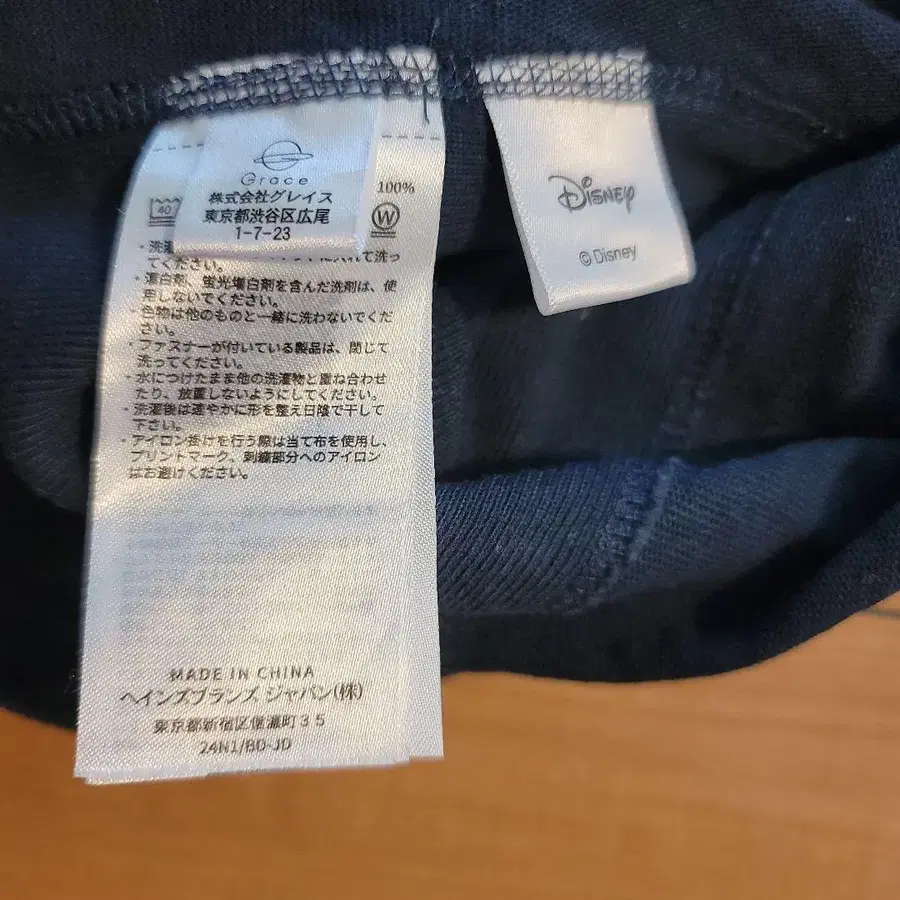 Grace
株式会社グレイス
東京都渋谷区広尾
1-7-23
100%
40
W
・洗濯
に入れて洗っ
てください。
・漂白剤、蛍光増白剤を含んだ洗剤は、使
用しないでください。
・色物は他のものと一緒に洗わないでくだ
さい。
・ファスナーが付いている製品は、閉じて
洗ってください。
・水につけたまま他の洗濯物と重ね合わせ
たり、放置しないようにしてください。
・洗濯後は速やかに形を整え日陰で干して
下さい。
・アイロン掛けを行う際は当て布を使用し、
プリントマーク、刺繍部分へのアイロン
はお避けください。
MADE IN CHINA
ヘインズブランズ ジャパン(株)
東京都新宿区信濃町35
24N1/BD-JD
Disney
©Disney